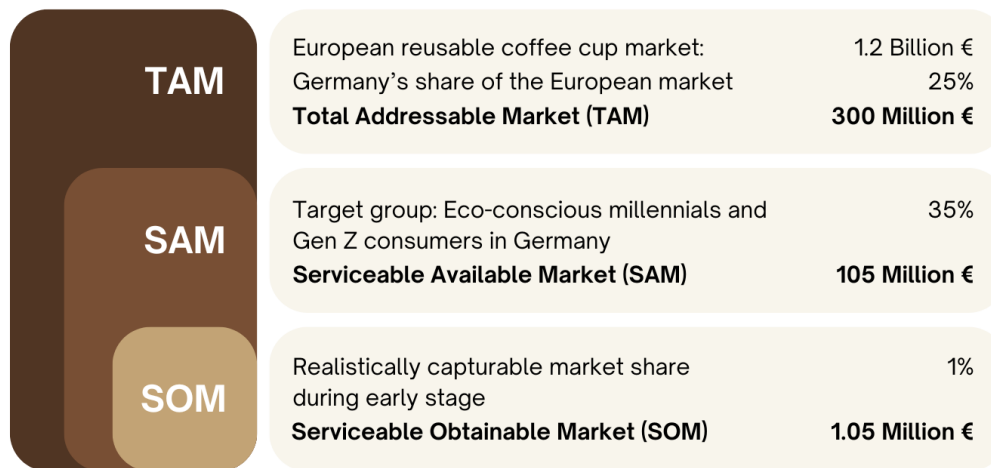 TAM
European reusable coffee cup market: 1.2 Billion €
Germany’s share of the European market 25%
Total Addressable Market (TAM) 300 Million €
SAM
Target group: Eco-conscious millennials and 35%
Gen Z consumers in Germany
Serviceable Available Market (SAM) 105 Million €
SOM
Realistically capturable market share 1%
during early stage
Serviceable Obtainable Market (SOM) 1.05 Million €